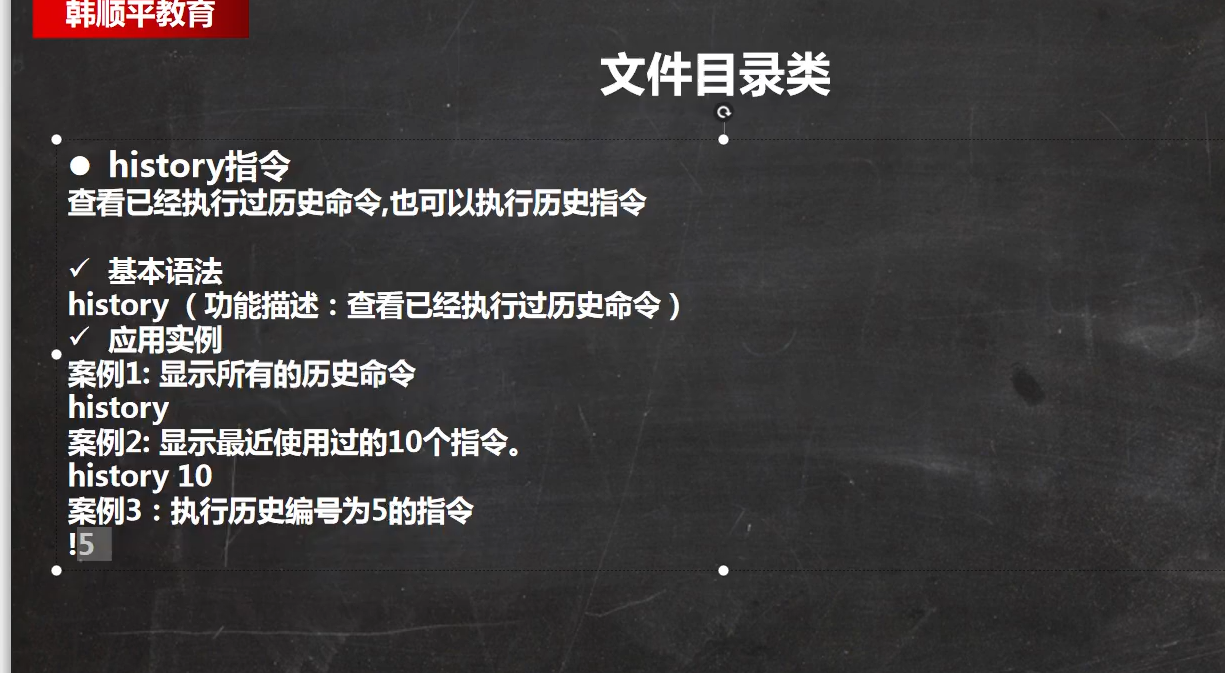 韩顺平教育
文件目录类
● history指令
查看已经执行过历史命令,也可以执行历史指令
✓ 基本语法
history （功能描述：查看已经执行过历史命令）
✓ 应用实例
案例1: 显示所有的历史命令
history
案例2: 显示最近使用过的10个指令。
history 10
案例3：执行历史编号为5的指令
!5